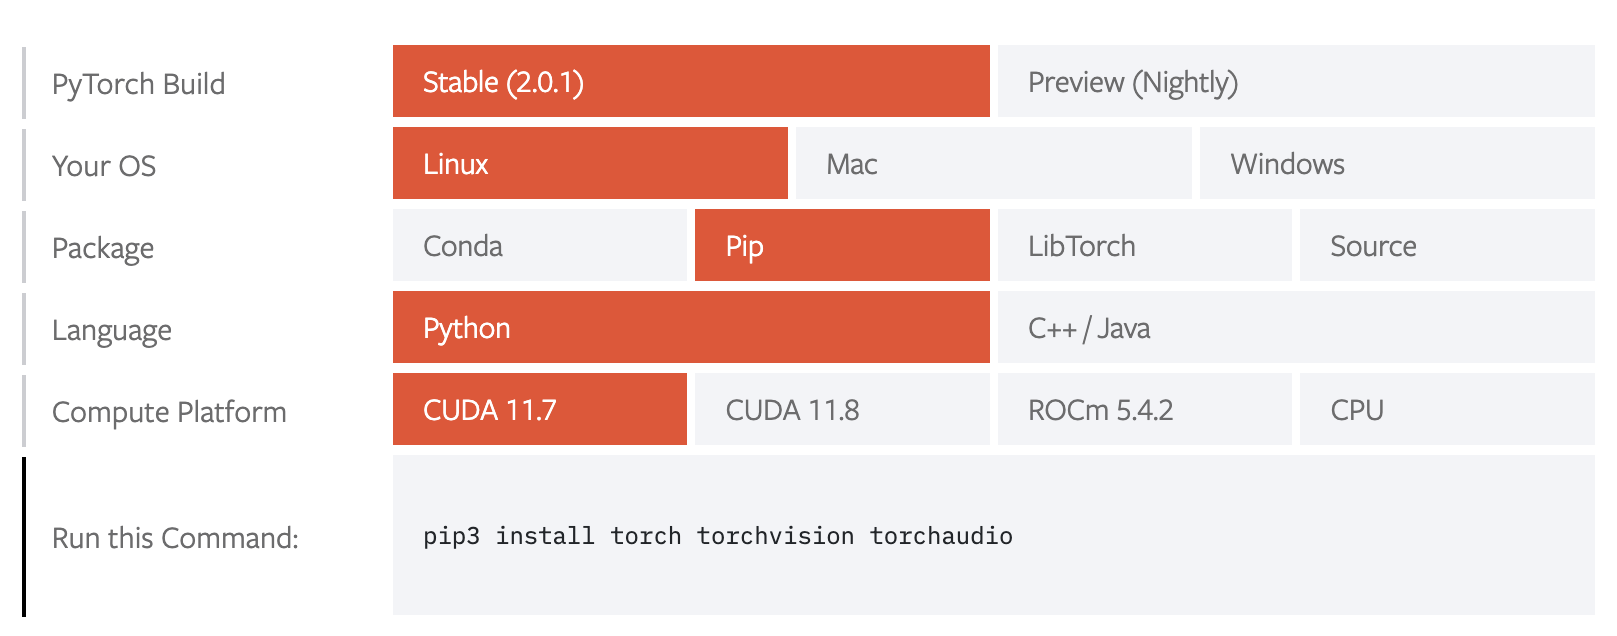 PyTorch Build Stable (2.0.1) Preview (Nightly)
Your OS Linux Mac Windows
Package Conda Pip LibTorch Source
Language Python C++ / Java
Compute Platform CUDA 11.7 CUDA 11.8 ROCm 5.4.2 CPU
Run this Command: pip3 install torch torchvision torchaudio